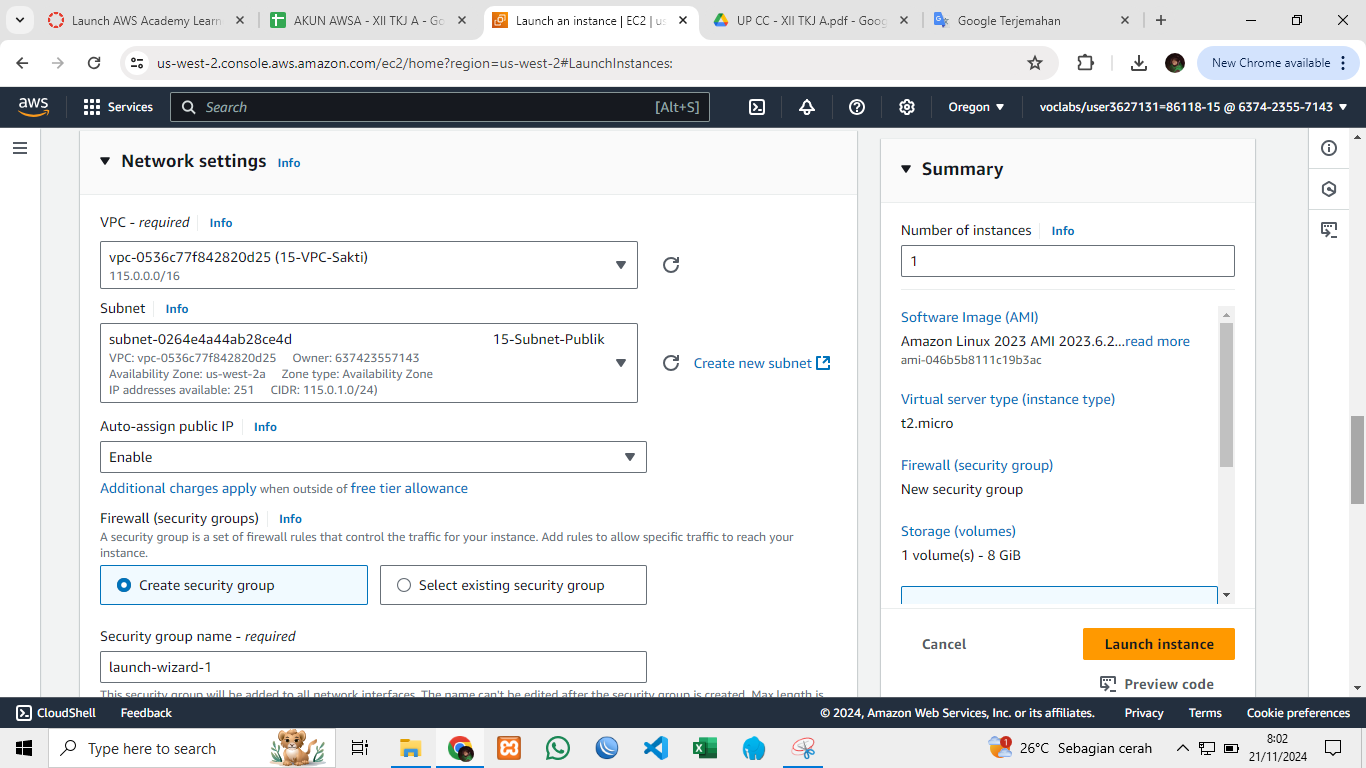 Launch AWS Academy Learn
AKUN AWSA - XII TKJ A - Go
Launch an instance | EC2 | us
UP CC - XII TKJ A.pdf - Goog
Google Terjemahan
us-west-2.console.aws.amazon.com/ec2/home?region=us-west-2#LaunchInstances:
New Chrome available
aws
Services
Search
[Alt+S]
Oregon
voclabs/user3627131=86118-15 @ 6374-2355-7143
Network settings Info
VPC - required Info
vpc-0536c77f842820d25 (15-VPC-Sakti)
115.0.0.0/16
Subnet Info
subnet-0264e4a44ab28ce4d 15-Subnet-Publik
VPC: vpc-0536c77f842820d25 Owner: 637423557143
Availability Zone: us-west-2a Zone type: Availability Zone
IP addresses available: 251 CIDR: 115.0.1.0/24)
Create new subnet
Auto-assign public IP Info
Enable
Additional charges apply when outside of free tier allowance
Firewall (security groups) Info
A security group is a set of firewall rules that control the traffic for your instance. Add rules to allow specific traffic to reach your
instance.
Create security group
Select existing security group
Security group name - required
launch-wizard-1
This security group will be added to all network interfaces. The name can't be edited after the security group is created. Max length is
Summary
Number of instances Info
1
Software Image (AMI)
Amazon Linux 2023 AMI 2023.6.2...read more
ami-046b5b8111c19b3ac
Virtual server type (instance type)
t2.micro
Firewall (security group)
New security group
Storage (volumes)
1 volume(s) - 8 GiB
Cancel
Launch instance
Preview code
CloudShell
Feedback
© 2024, Amazon Web Services, Inc. or its affiliates.
Privacy
Terms
Cookie preferences
Type here to search
26°C Sebagian cerah
8:02
21/11/2024